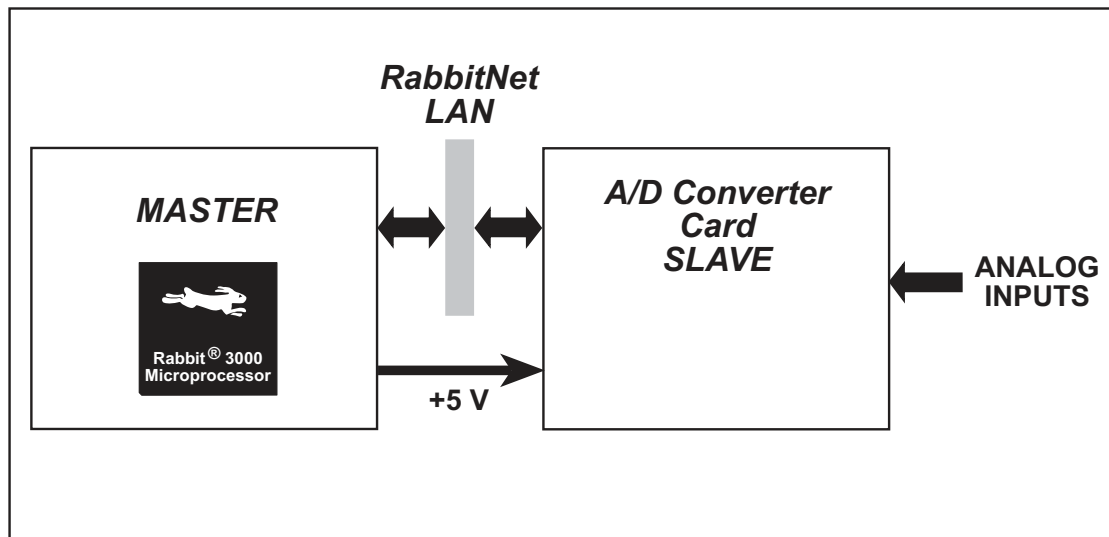 RabbitNet
LAN
MASTER
A/D Converter
Card
SLAVE
ANALOG
INPUTS
Rabbit® 3000
Microprocessor
+5 V